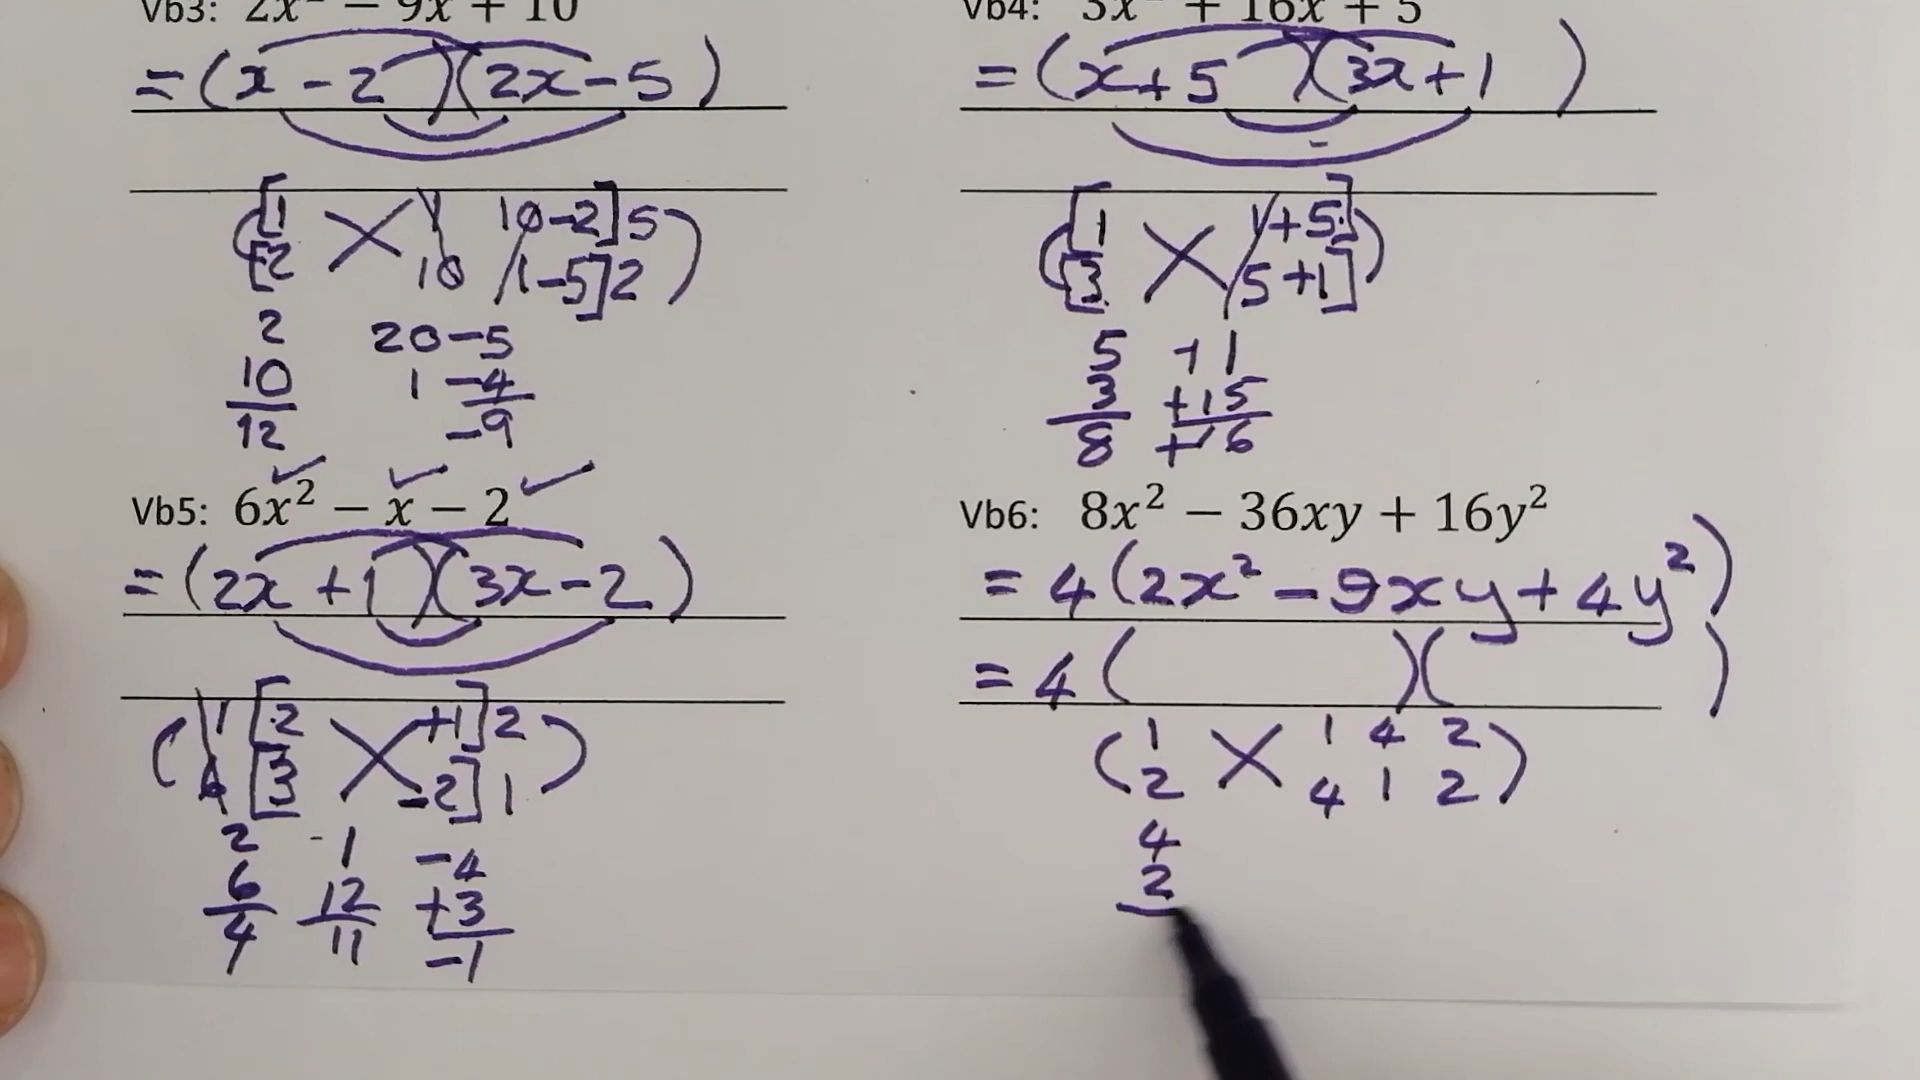 Vb3: 2x² − 9x + 10
= (x − 2)(2x − 5)
[1 1 10 −2] 5
[2 10 1 −5] 2
2 20 −5
10 1 −4
12 −9
Vb4: 3x² + 16x + 5
= (x + 5)(3x + 1)
[1 1 +5]
[3 5 +1]
5 +1
3 +15
8 +16
Vb5: 6x² − x − 2
= (2x + 1)(3x − 2)
1 [2 +1] 2
6 [3 −2] 1
2 -1 −4
6 12 +3
4 11 −1
Vb6: 8x² − 36xy + 16y²
= 4(2x² − 9xy + 4y²)
= 4( )( )
(1 1 4 2)
2 4 1 2
4
2